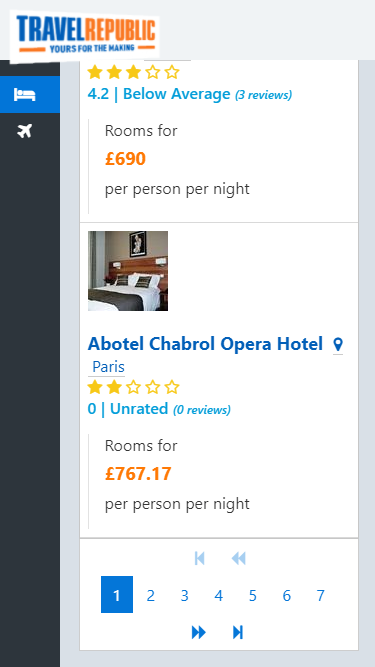 TRAVELREPUBLIC
YOURS FOR THE MAKING
4.2 | Below Average (3 reviews)
Rooms for
£690
per person per night
Abotel Chabrol Opera Hotel
Paris
0 | Unrated (0 reviews)
Rooms for
£767.17
per person per night
1 2 3 4 5 6 7